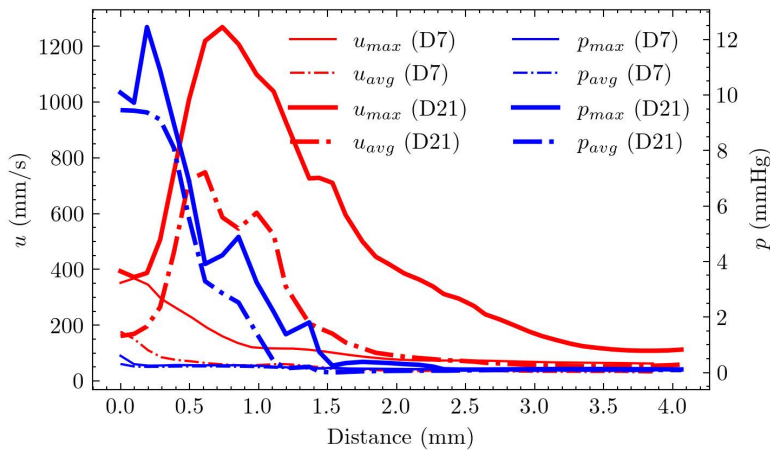 u_max (D7)
u_avg (D7)
u_max (D21)
u_avg (D21)
p_max (D7)
p_avg (D7)
p_max (D21)
p_avg (D21)
u (mm/s)
1200
1000
800
600
400
200
0
p (mmHg)
12
10
8
6
4
2
0
0.0 0.5 1.0 1.5 2.0 2.5 3.0 3.5 4.0
Distance (mm)